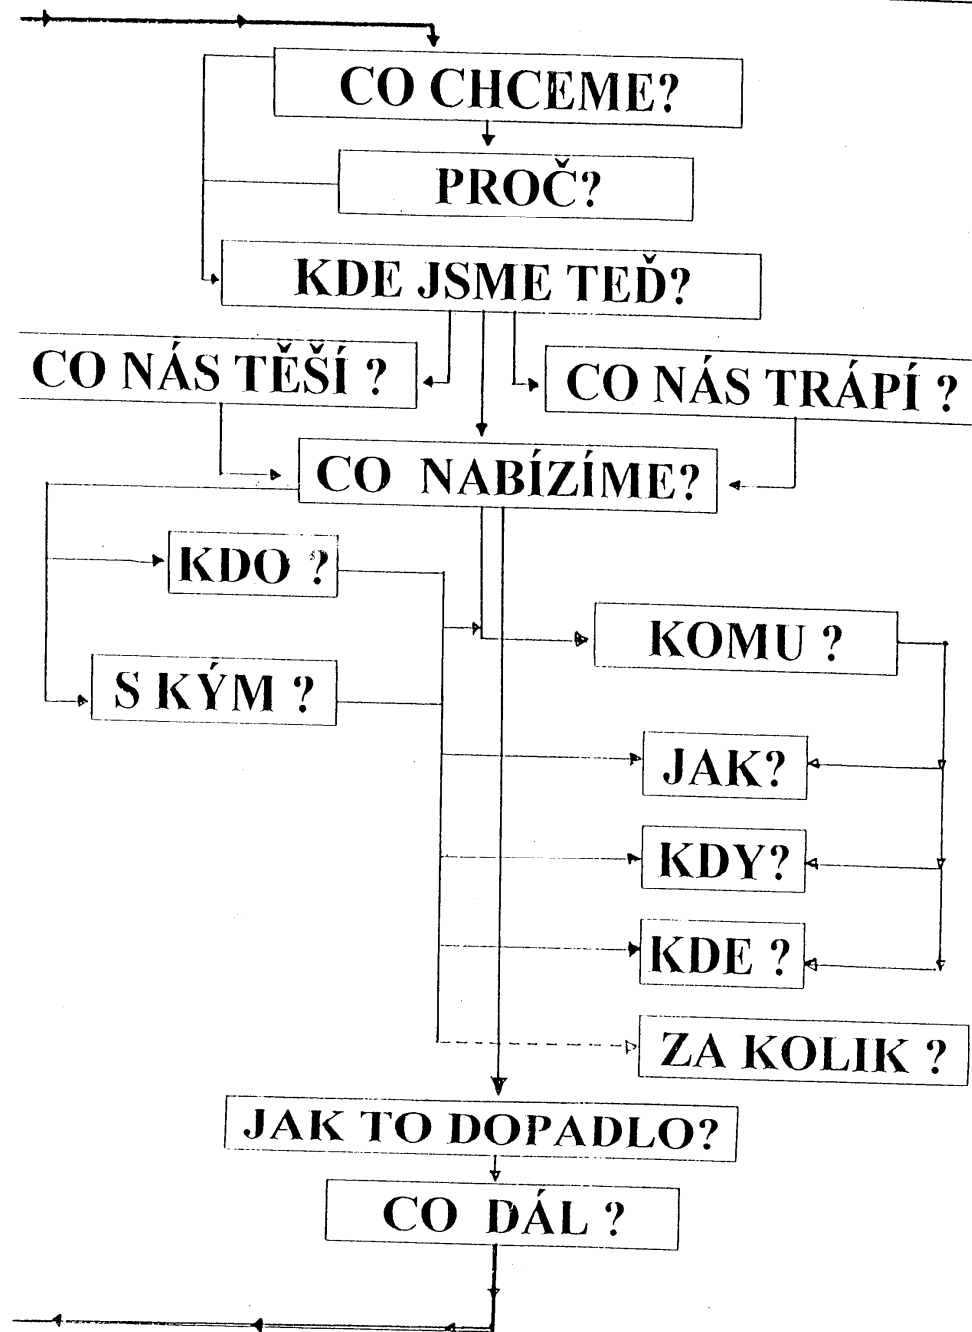 CO CHCEME?
PROČ?
KDE JSME TEĎ?
CO NÁS TĚŠÍ ?
CO NÁS TRÁPÍ ?
CO NABÍZÍME?
KDO ?
KOMU ?
S KÝM ?
JAK?
KDY?
KDE ?
ZA KOLIK ?
JAK TO DOPADLO?
CO DÁL ?